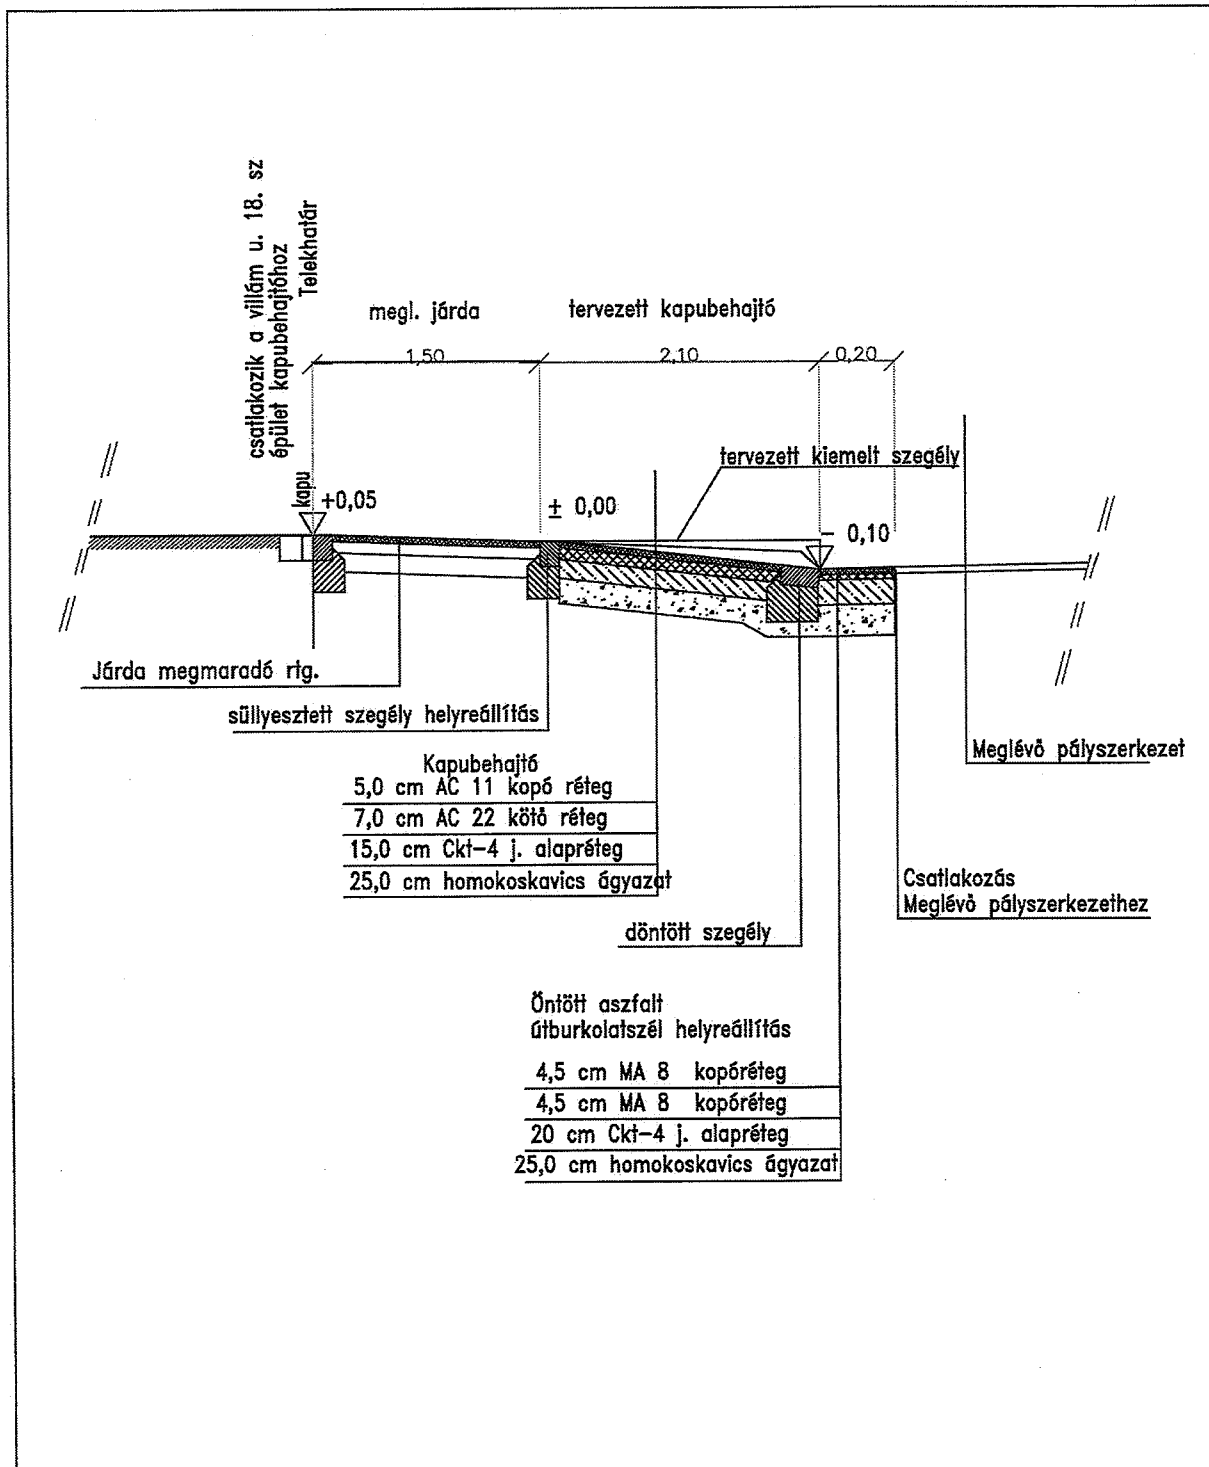 csatlakozik a villám u. 18. sz
épület kapubehajtóhoz
Telekhatár
megl. járda
tervezett kapubehajtó
1,50
2,10
0,20
tervezett kiemelt szegély
kapu
+0,05
± 0,00
- 0,10
Járda megmaradó rtg.
süllyesztett szegély helyreállítás
Meglévő pályszerkezet
Kapubehajtó
5,0 cm AC 11 kopó réteg
7,0 cm AC 22 kötő réteg
15,0 cm Ckt-4 j. alapréteg
25,0 cm homokoskavics ágyazat
Csatlakozás
Meglévő pályszerkezethez
döntött szegély
Öntött aszfalt
útburkolatszél helyreállítás
4,5 cm MA 8 kopóréteg
4,5 cm MA 8 kopóréteg
20 cm Ckt-4 j. alapréteg
25,0 cm homokoskavics ágyazat